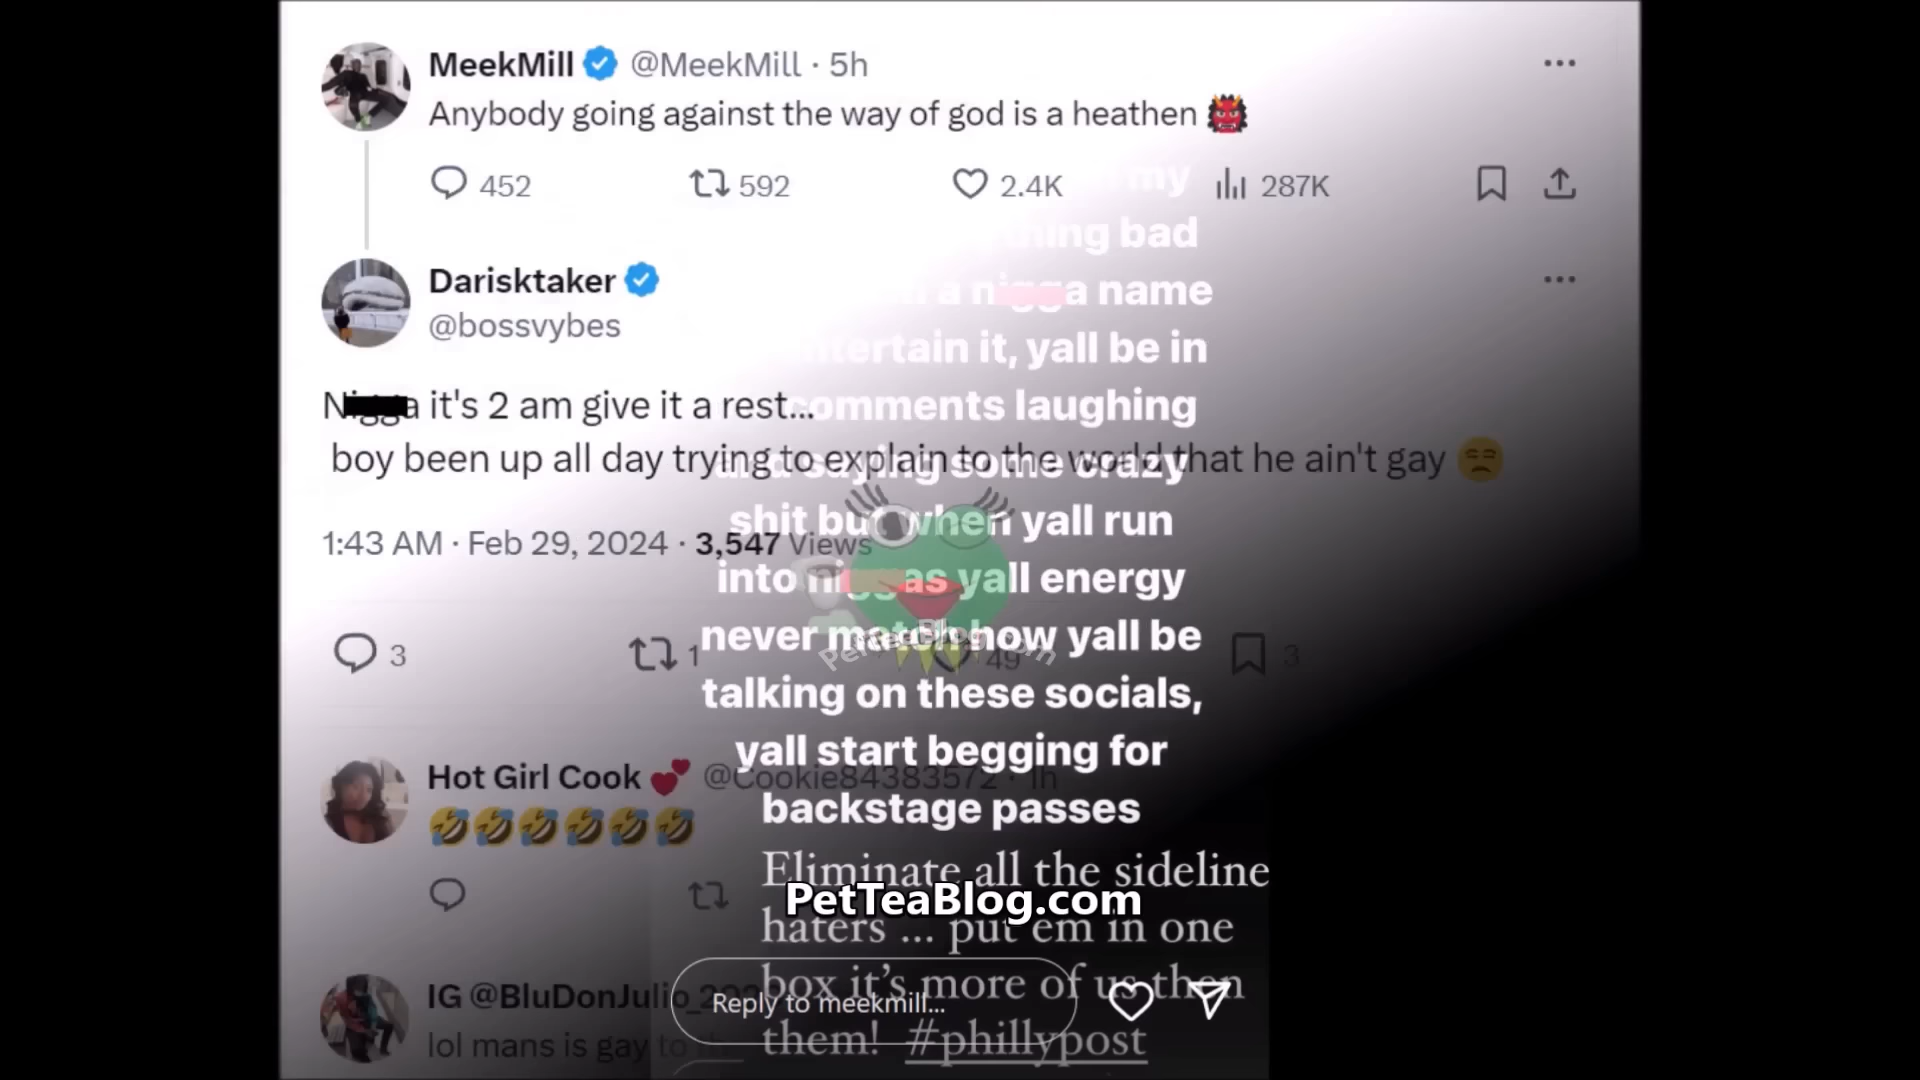 MeekMill @MeekMill · 5h
Anybody going against the way of god is a heathen
452 592 2.4K 287K
my
thing bad
a nigga name
entertain it, yall be in
comments laughing
and saying some crazy
shit but when yall run
into niggas yall energy
never match how yall be
talking on these socials,
yall start begging for
backstage passes
Darisktaker
@bossvybes
Nigga it's 2 am give it a rest...
boy been up all day trying to explain to the world that he ain't gay
1:43 AM · Feb 29, 2024 · 3,547 Views
3 1 49 3
PeTeaBlog.com
Hot Girl Cook @Cookie84383572 · 1h
IG @BluDonJulio_20
lol mans is gay to
Eliminate all the sideline
haters ... put em in one
box it's more of us then
them! #phillypost
PetTeaBlog.com
Reply to meekmill...